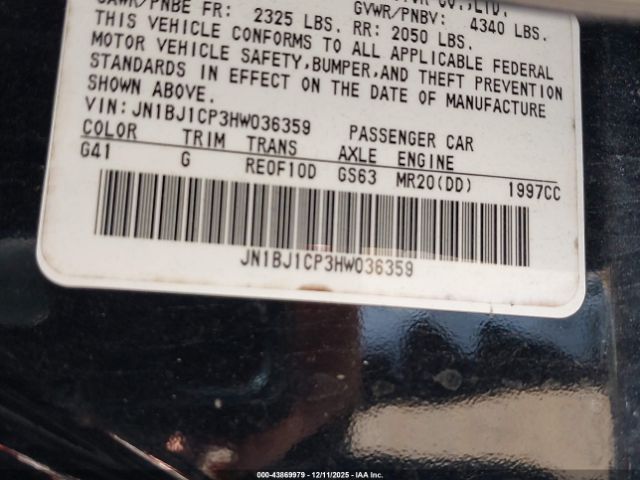 GAWR/PNBE FR: 2325 LBS. GVWR/PNBV: 4340 LBS.
RR: 2050 LBS.
THIS VEHICLE CONFORMS TO ALL APPLICABLE FEDERAL
MOTOR VEHICLE SAFETY,BUMPER,AND THEFT PREVENTION
STANDARDS IN EFFECT ON THE DATE OF MANUFACTURE
SHOWN ABOVE.
VIN:JN1BJ1CP3HW036359 PASSENGER CAR
COLOR TRIM TRANS AXLE ENGINE
G41 G RE0F10D GS63 MR20(DD) 1997CC
JN1BJ1CP3HW036359
000-43869979 - 12/11/2025 - IAA Inc.